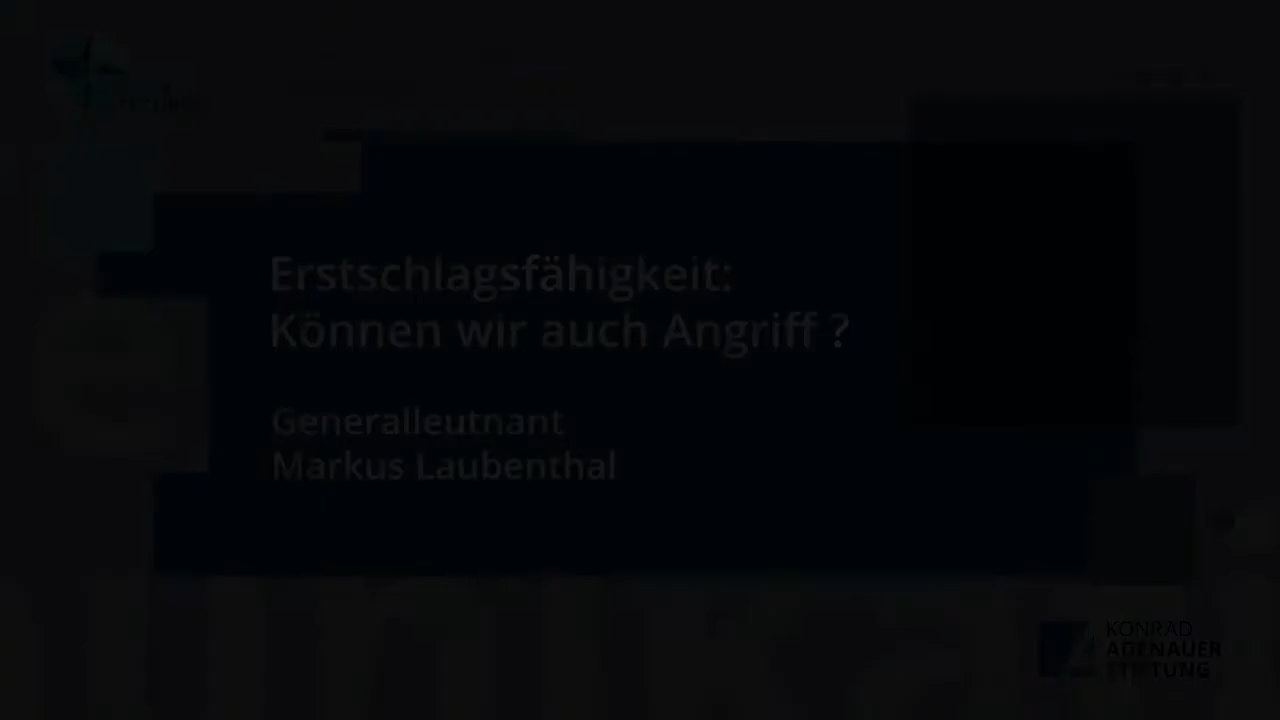 Erstschlagsfähigkeit:
Können wir auch Angriff ?
Generalleutnant
Markus Laubenthal
KONRAD
ADENAUER
STIFTUNG